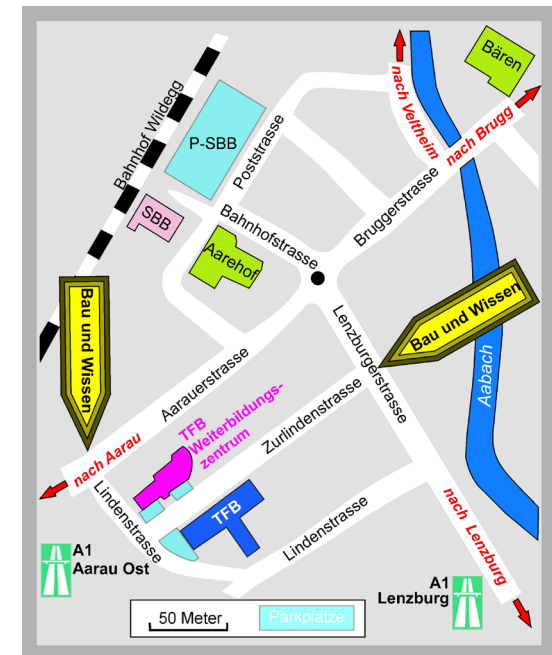 Bären
nach Veltheim
nach Brugg
Bahnhof Wildegg
P-SBB
Poststrasse
Bruggerstrasse
SBB
Bahnhofstrasse
Aarehof
Bau und Wissen
Bau und Wissen
Aabach
Lenzburgerstrasse
Aarauerstrasse
TFB
Weiterbildungs-
zentrum
Zurlindenstrasse
nach Aarau
Lindenstrasse
TFB
Lindenstrasse
nach Lenzburg
A1
Aarau Ost
A1
Lenzburg
50 Meter
Parkplätze